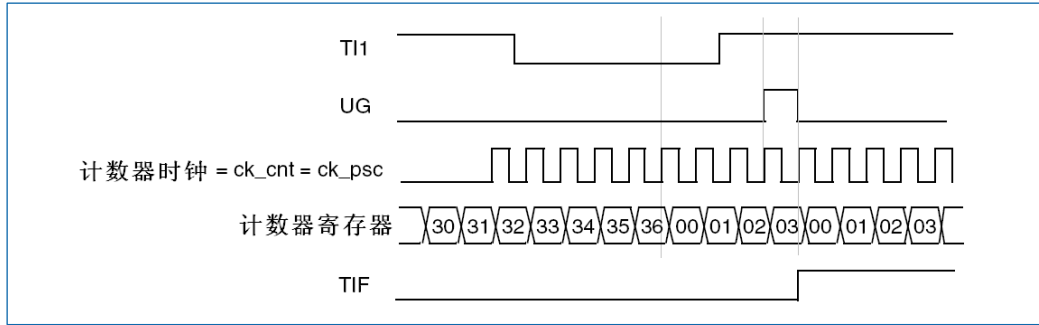 TI1
UG
计数器时钟 = ck_cnt = ck_psc
计数器寄存器 30 31 32 33 34 35 36 00 01 02 03 00 01 02 03
TIF